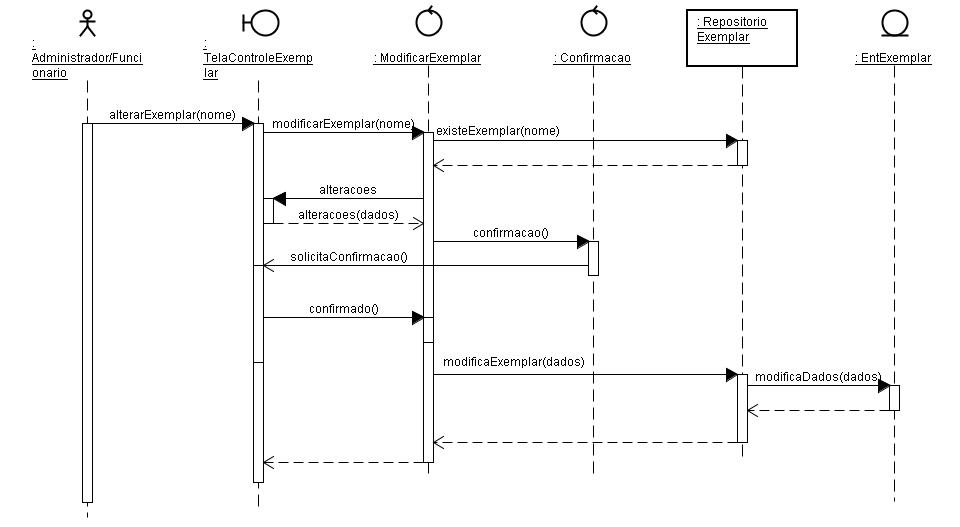 :
Administrador/Funci
onario
:
TelaControleExemp
lar
: ModificarExemplar
: Confirmacao
: Repositorio
Exemplar
: EntExemplar
alterarExemplar(nome)
modificarExemplar(nome)
existeExemplar(nome)
alteracoes
alteracoes(dados)
confirmacao()
solicitaConfirmacao()
confirmado()
modificaExemplar(dados)
modificaDados(dados)